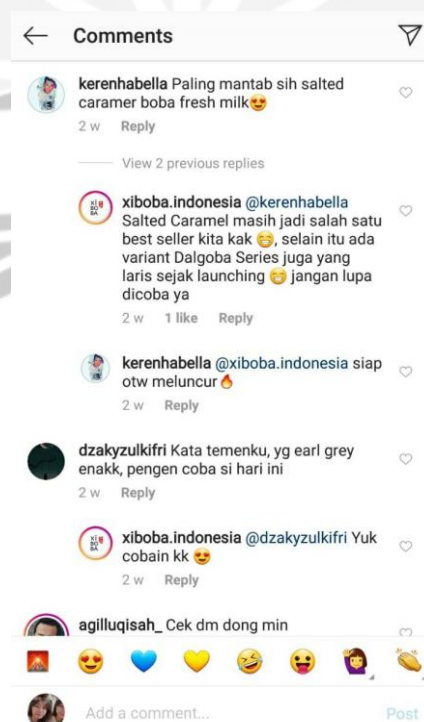 Comments
kerenhabella Paling mantab sih salted
caramer boba fresh milk😍
2 w Reply
View 2 previous replies
xiboba.indonesia @kerenhabella
Salted Caramel masih jadi salah satu
best seller kita kak 😁, selain itu ada
variant Dalgoba Series juga yang
laris sejak launching 😁 jangan lupa
dicoba ya
2 w 1 like Reply
kerenhabella @xiboba.indonesia siap
otw meluncur🔥
2 w Reply
dzakyzulkifri Kata temenku, yg earl grey
enakk, pengen coba si hari ini
2 w Reply
xiboba.indonesia @dzakyzulkifri Yuk
cobain kk 😍
2 w Reply
agilluqisah_ Cek dm dong min
Add a comment... Post